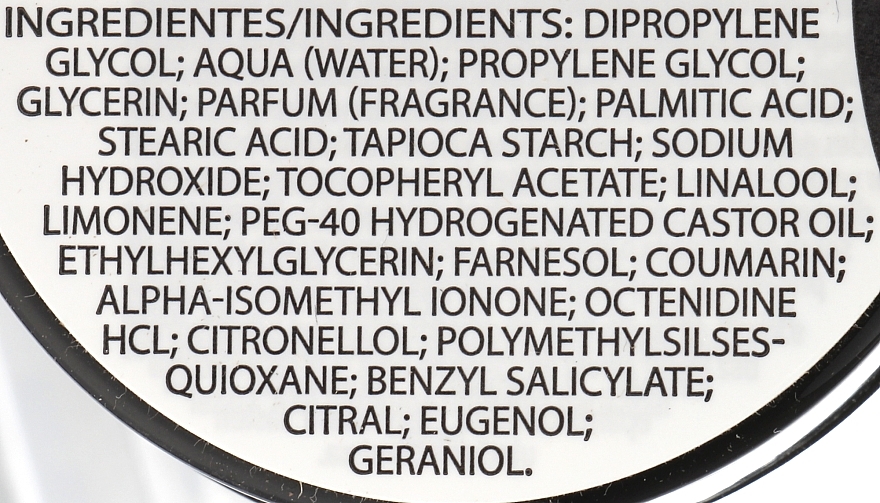 INGREDIENTES/INGREDIENTS: DIPROPYLENE
GLYCOL; AQUA (WATER); PROPYLENE GLYCOL;
GLYCERIN; PARFUM (FRAGRANCE); PALMITIC ACID;
STEARIC ACID; TAPIOCA STARCH; SODIUM
HYDROXIDE; TOCOPHERYL ACETATE; LINALOOL;
LIMONENE; PEG-40 HYDROGENATED CASTOR OIL;
ETHYLHEXYLGLYCERIN; FARNESOL; COUMARIN;
ALPHA-ISOMETHYL IONONE; OCTENIDINE
HCL; CITRONELLOL; POLYMETHYLSILSES-
QUIOXANE; BENZYL SALICYLATE;
CITRAL; EUGENOL;
GERANIOL.